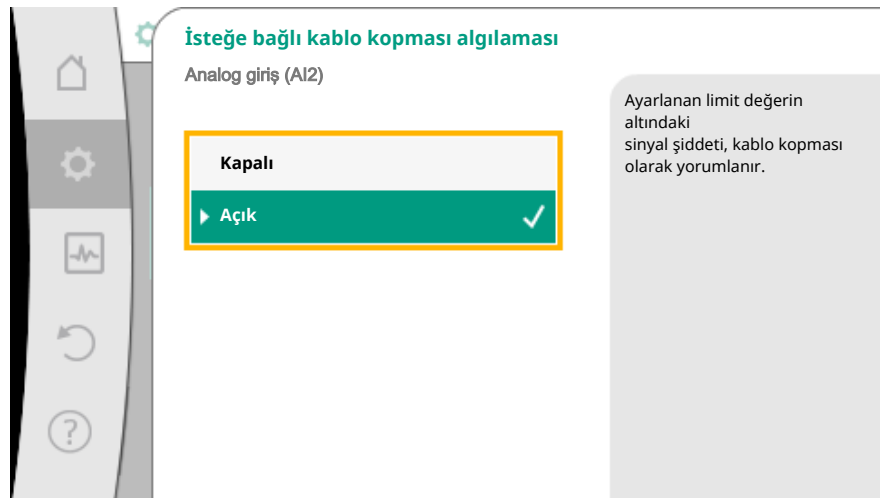 İsteğe bağlı kablo kopması algılaması
Analog giriş (AI2)
Kapalı
Açık
Ayarlanan limit değerin
altındaki
sinyal şiddeti, kablo kopması
olarak yorumlanır.